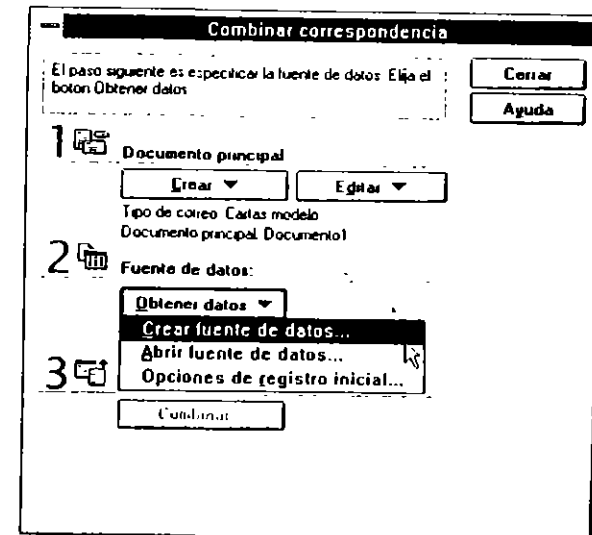 Combinar correspondencia
El paso siguiente es especificar la fuente de datos. Elija el
botón Obtener datos
Cerrar
Ayuda
1
Documento principal
Crear
Editar
Tipo de correo: Cartas modelo
Documento principal: Documento1
2
Fuente de datos:
Obtener datos
Crear fuente de datos...
Abrir fuente de datos...
3
Opciones de registro inicial...
Combinar